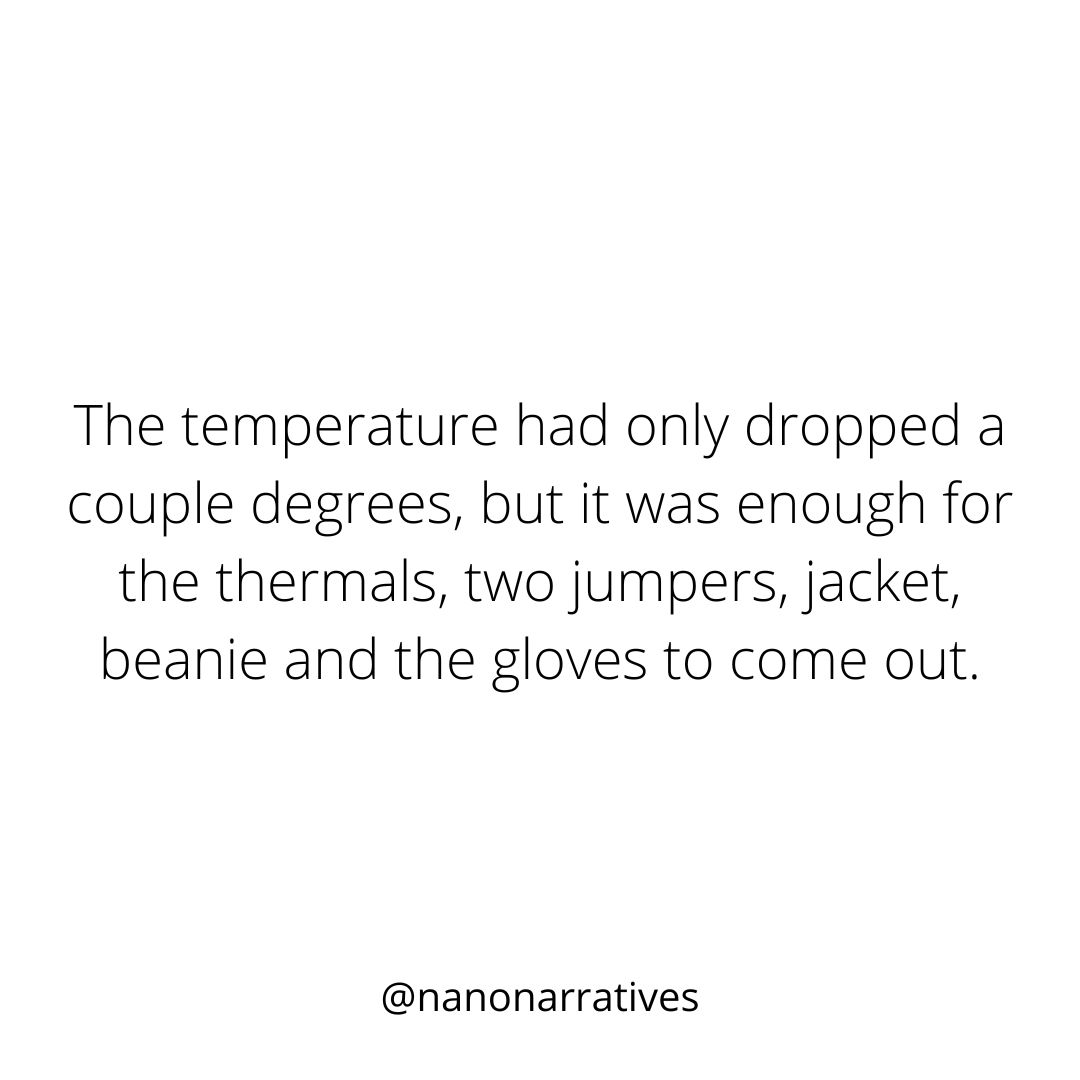 The temperature had only dropped a
couple degrees, but it was enough for
the thermals, two jumpers, jacket,
beanie and the gloves to come out.
@nanonarratives